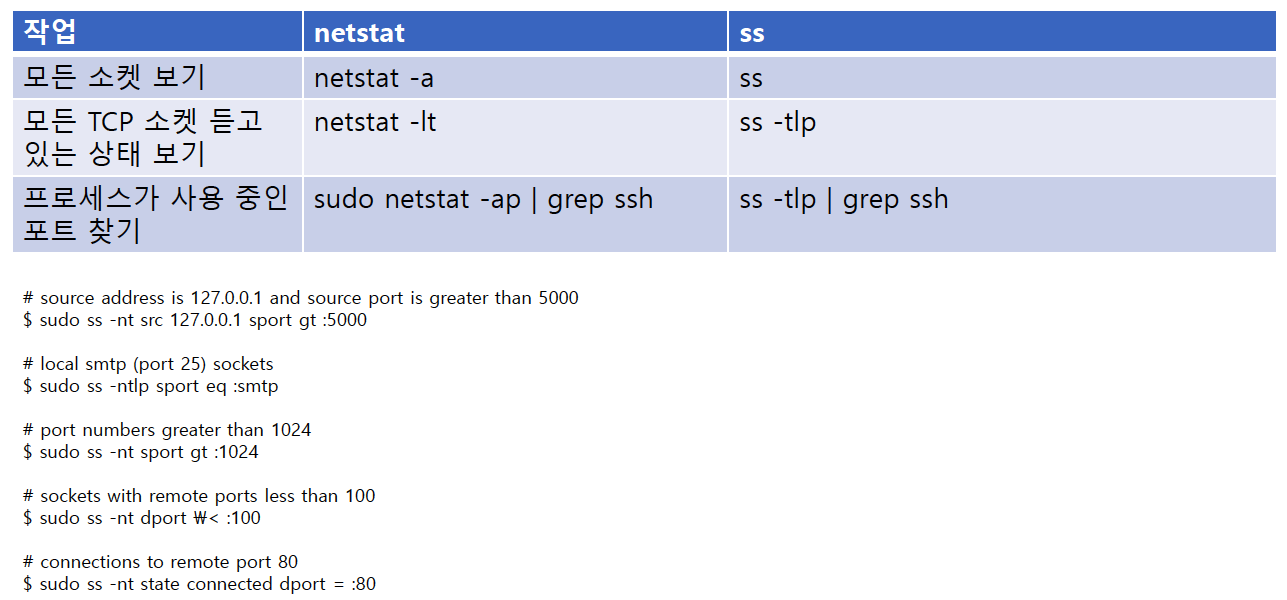 작업 netstat ss
모든 소켓 보기 netstat -a ss
모든 TCP 소켓 듣고 netstat -lt ss -tlp
있는 상태 보기
프로세스가 사용 중인 sudo netstat -ap | grep ssh ss -tlp | grep ssh
포트 찾기
# source address is 127.0.0.1 and source port is greater than 5000
$ sudo ss -nt src 127.0.0.1 sport gt :5000
# local smtp (port 25) sockets
$ sudo ss -ntlp sport eq :smtp
# port numbers greater than 1024
$ sudo ss -nt sport gt :1024
# sockets with remote ports less than 100
$ sudo ss -nt dport ₩< :100
# connections to remote port 80
$ sudo ss -nt state connected dport = :80